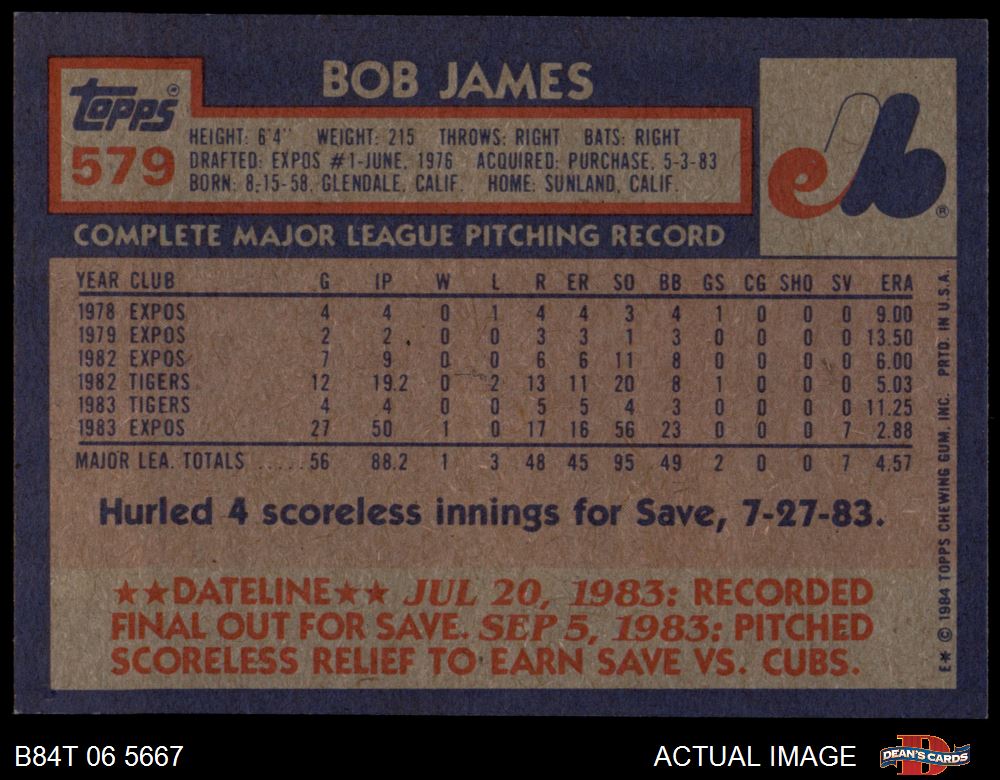 BOB JAMES
Topps®
579
HEIGHT: 6'4" WEIGHT: 215 THROWS: RIGHT BATS: RIGHT
DRAFTED: EXPOS #1-JUNE, 1976 ACQUIRED: PURCHASE, 5-3-83
BORN: 8-15-58, GLENDALE, CALIF. HOME: SUNLAND, CALIF.
eb®
COMPLETE MAJOR LEAGUE PITCHING RECORD
YEAR CLUB G IP W L R ER SO BB GS CG SHO SV ERA
1978 EXPOS 4 4 0 1 4 4 3 4 1 0 0 0 9.00
1979 EXPOS 2 2 0 0 3 3 1 3 0 0 0 0 13.50
1982 EXPOS 7 9 0 0 6 6 11 8 0 0 0 0 6.00
1982 TIGERS 12 19.2 0 2 13 11 20 8 1 0 0 0 5.03
1983 TIGERS 4 4 0 0 5 5 4 3 0 0 0 0 11.25
1983 EXPOS 27 50 1 0 17 16 56 23 0 0 0 7 2.88
MAJOR LEA. TOTALS .....56 88.2 1 3 48 45 95 49 2 0 0 7 4.57
Hurled 4 scoreless innings for Save, 7-27-83.
★★DATELINE★★ JUL 20, 1983: RECORDED
FINAL OUT FOR SAVE. SEP 5, 1983: PITCHED
SCORELESS RELIEF TO EARN SAVE VS. CUBS.
E* © 1984 TOPPS CHEWING GUM, INC. PRTD. IN U.S.A.
B84T 06 5667
ACTUAL IMAGE
D
DEAN'S CARDS